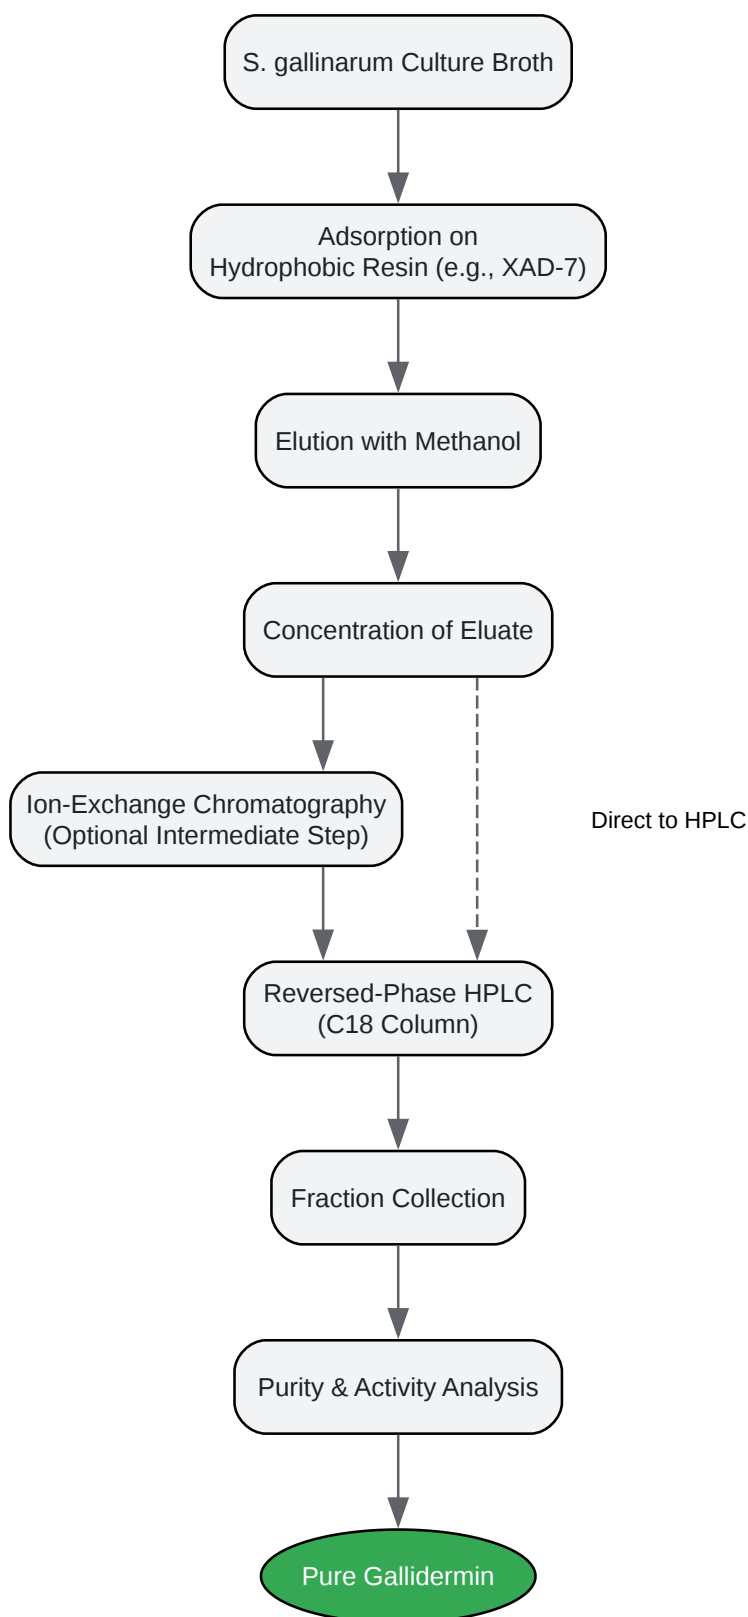 S. gallinarum Culture Broth
Adsorption on
Hydrophobic Resin (e.g., XAD-7)
Elution with Methanol
Concentration of Eluate
Ion-Exchange Chromatography
(Optional Intermediate Step)
Direct to HPLC
Reversed-Phase HPLC
(C18 Column)
Fraction Collection
Purity & Activity Analysis
Pure Gallidermin